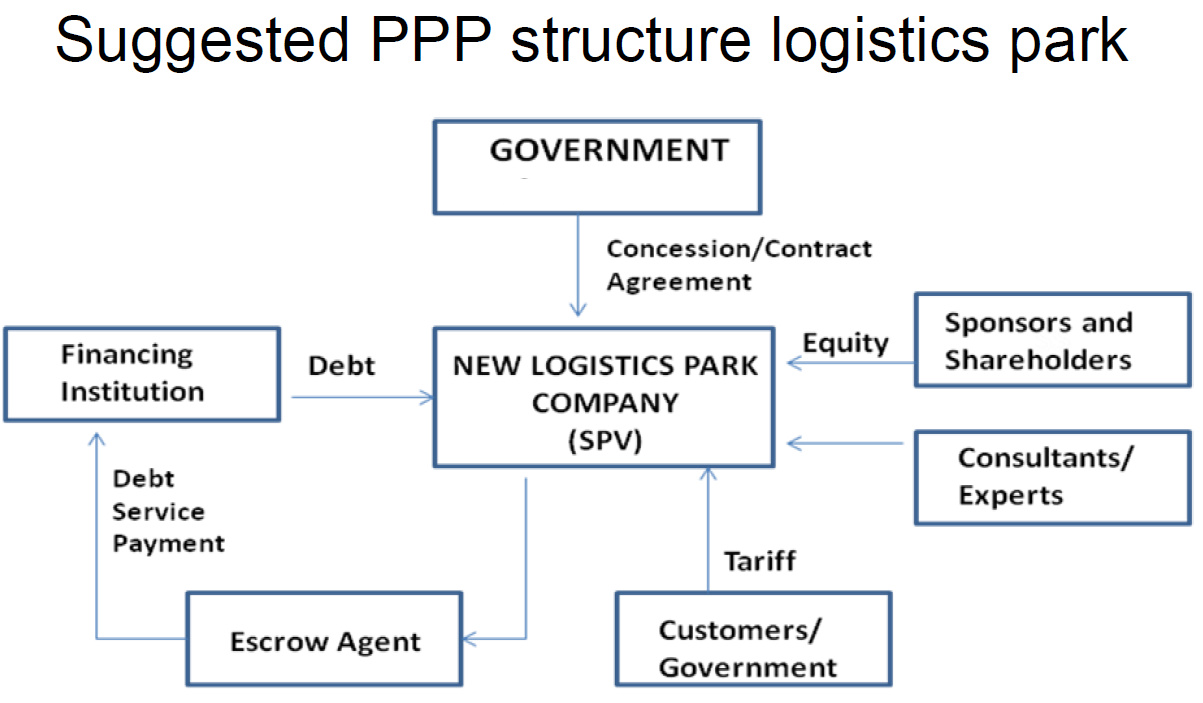 Suggested PPP structure logistics park
GOVERNMENT
Concession/Contract
Agreement
Financing
Institution
Debt
NEW LOGISTICS PARK
COMPANY
(SPV)
Equity
Sponsors and
Shareholders
Consultants/
Experts
Debt
Service
Payment
Tariff
Escrow Agent
Customers/
Government